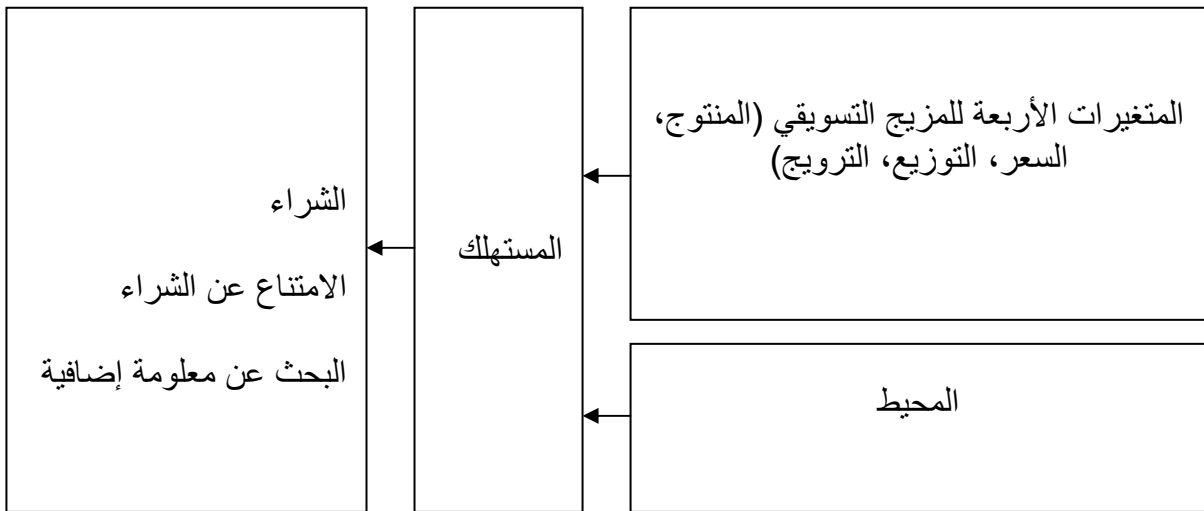 المتغيرات الأربعة للمزيج التسويقي (المنتوج،
السعر، التوزيع، الترويج)
المحيط
المستهلك
الشراء
الامتناع عن الشراء
البحث عن معلومة إضافية